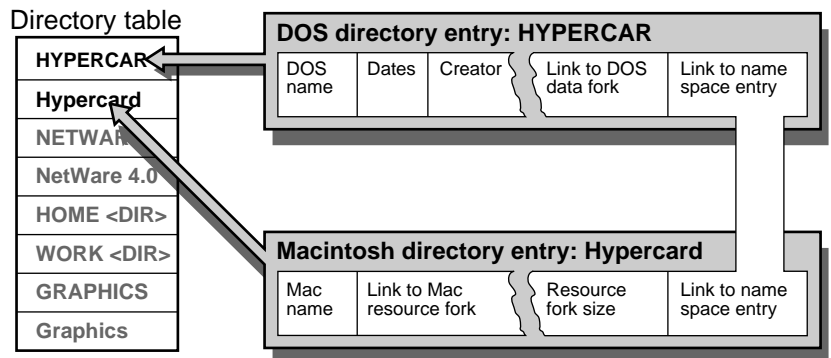 Directory table
HYPERCAR
Hypercard
NETWAR
NetWare 4.0
HOME <DIR>
WORK <DIR>
GRAPHICS
Graphics
DOS directory entry: HYPERCAR
DOS name
Dates
Creator
Link to DOS data fork
Link to name space entry
Macintosh directory entry: Hypercard
Mac name
Link to Mac resource fork
Resource fork size
Link to name space entry